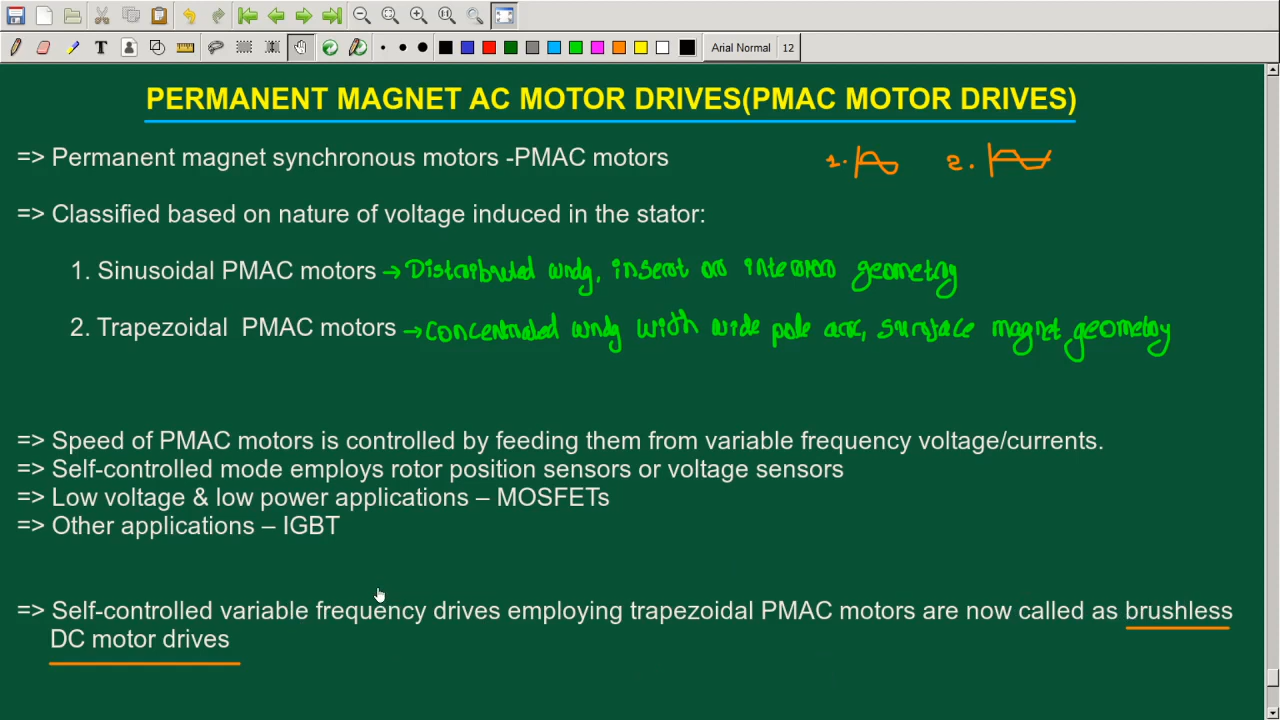 Arial Normal 12
PERMANENT MAGNET AC MOTOR DRIVES(PMAC MOTOR DRIVES)
=> Permanent magnet synchronous motors -PMAC motors 1. 2.
=> Classified based on nature of voltage induced in the stator:
1. Sinusoidal PMAC motors → Distributed wndg, insert or interior geometry
2. Trapezoidal PMAC motors → concentrated wndg with wide pole arc, surface magnet geometry
=> Speed of PMAC motors is controlled by feeding them from variable frequency voltage/currents.
=> Self-controlled mode employs rotor position sensors or voltage sensors
=> Low voltage & low power applications – MOSFETs
=> Other applications – IGBT
=> Self-controlled variable frequency drives employing trapezoidal PMAC motors are now called as brushless
DC motor drives